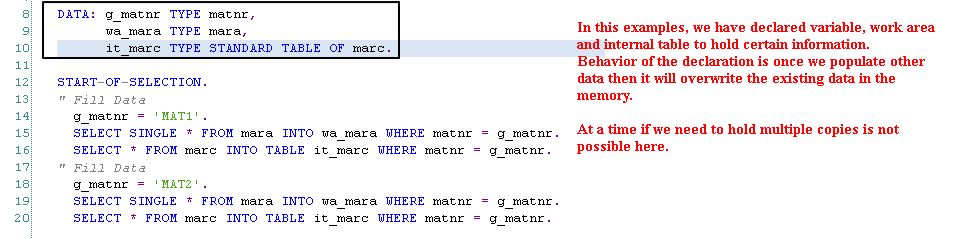 8 DATA: g_matnr TYPE matnr,
9 wa_mara TYPE mara,
10 it_marc TYPE STANDARD TABLE OF marc.
11
12 START-OF-SELECTION.
13 " Fill Data
14 g_matnr = 'MAT1'.
15 SELECT SINGLE * FROM mara INTO wa_mara WHERE matnr = g_matnr.
16 SELECT * FROM marc INTO TABLE it_marc WHERE matnr = g_matnr.
17 " Fill Data
18 g_matnr = 'MAT2'.
19 SELECT SINGLE * FROM mara INTO wa_mara WHERE matnr = g_matnr.
20 SELECT * FROM marc INTO TABLE it_marc WHERE matnr = g_matnr.
In this examples, we have declared variable, work area
and internal table to hold certain information.
Behavior of the declaration is once we populate other
data then it will overwrite the existing data in the
memory.
At a time if we need to hold multiple copies is not
possible here.